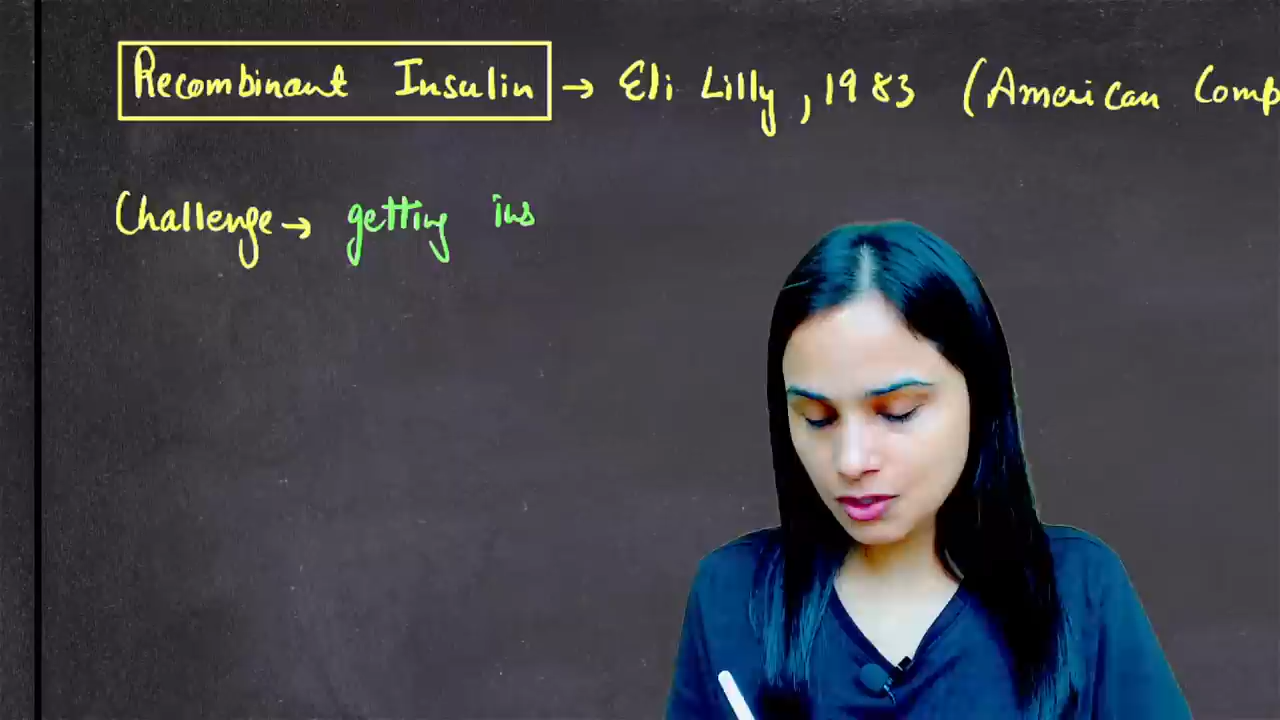 Recombinant Insulin → Eli Lilly, 1983 (American Comp
Challenge → getting ins